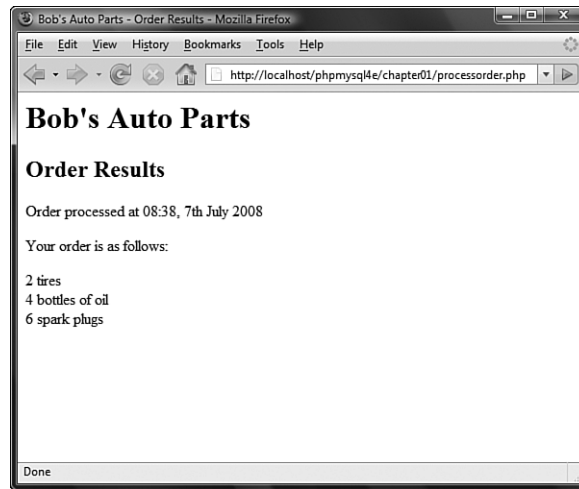 Bob's Auto Parts - Order Results - Mozilla Firefox
File Edit View History Bookmarks Tools Help
http://localhost/phpmysql4e/chapter01/processorder.php
Bob's Auto Parts
Order Results
Order processed at 08:38, 7th July 2008
Your order is as follows:
2 tires
4 bottles of oil
6 spark plugs
Done